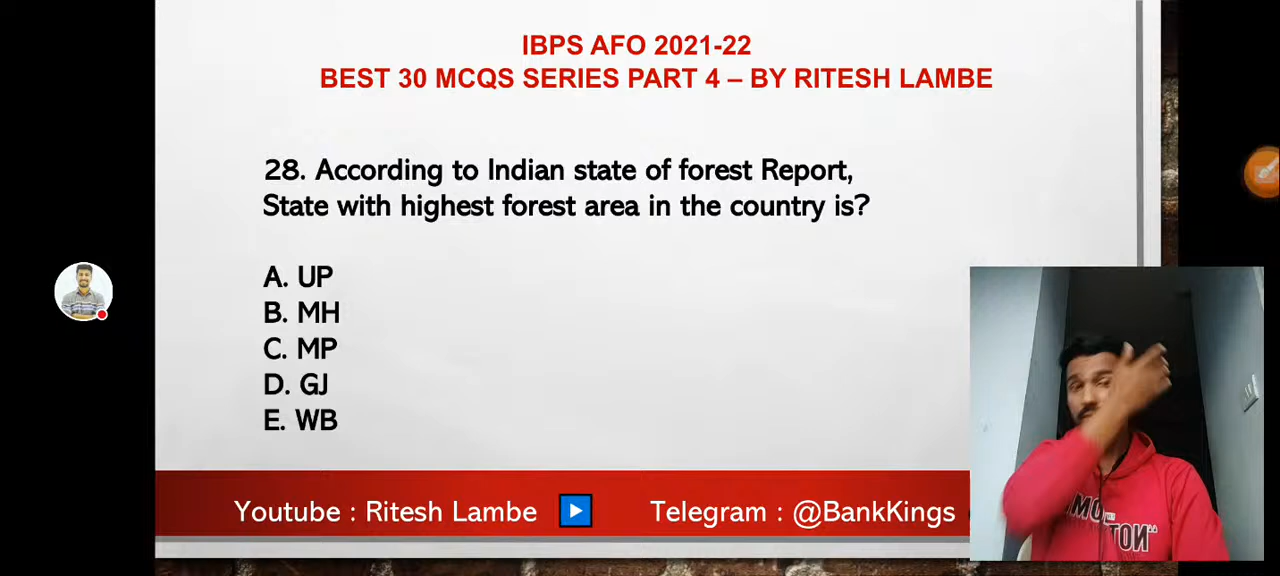 IBPS AFO 2021-22
BEST 30 MCQS SERIES PART 4 – BY RITESH LAMBE
28. According to Indian state of forest Report,
State with highest forest area in the country is?
A. UP
B. MH
C. MP
D. GJ
E. WB
Youtube : Ritesh Lambe
Telegram : @BankKings